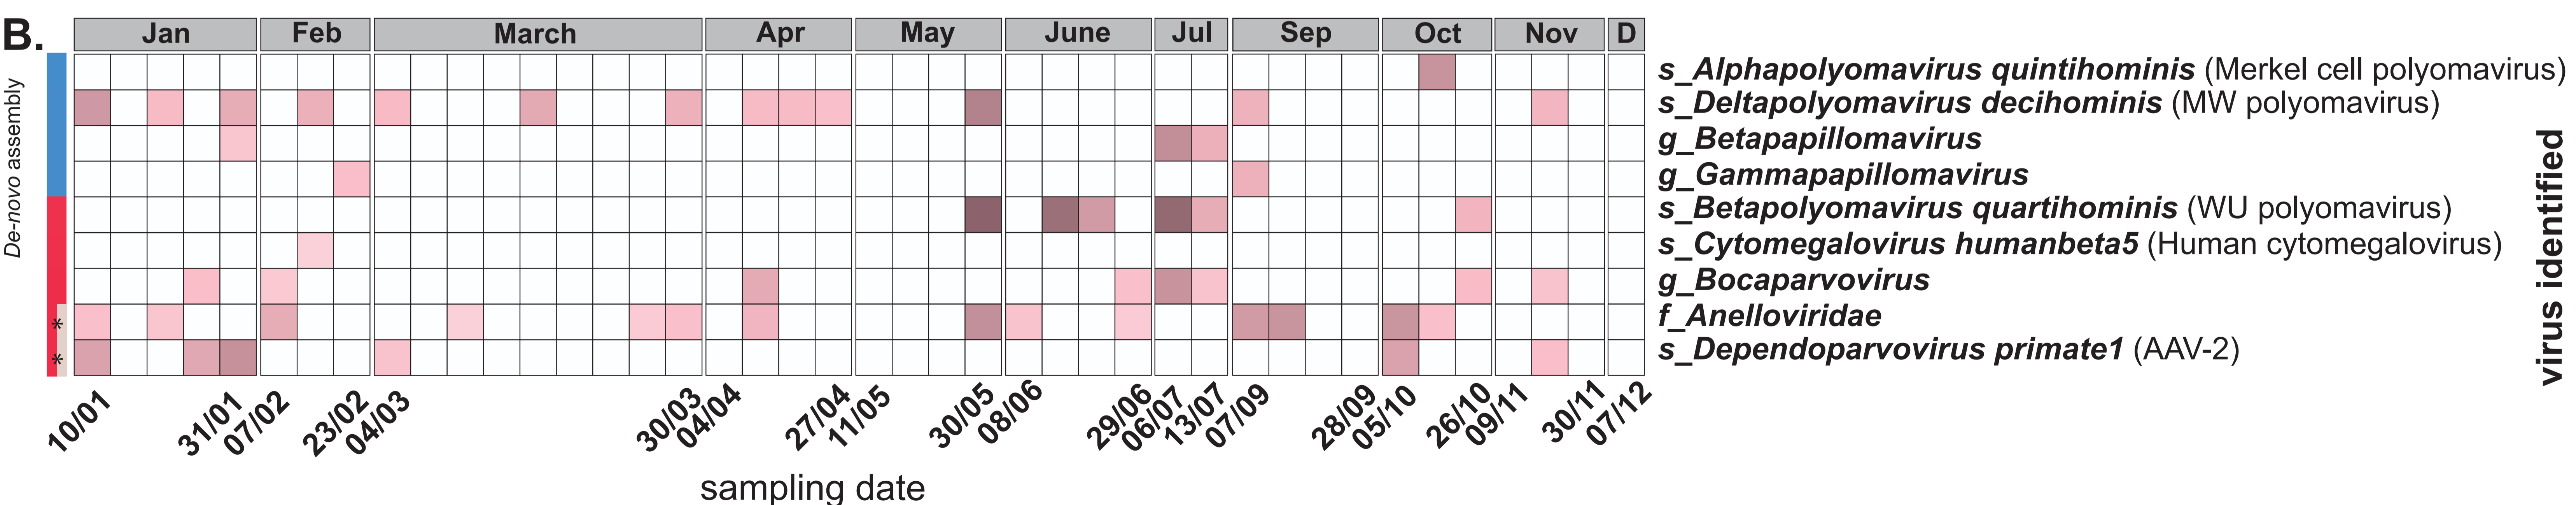 B.
Jan Feb March Apr May June Jul Sep Oct Nov D
De-novo assembly
s_Alphapolyomavirus quintihominis (Merkel cell polyomavirus)
s_Deltapolyomavirus decihominis (MW polyomavirus)
g_Betapapillomavirus
g_Gammapapillomavirus
s_Betapolyomavirus quartihominis (WU polyomavirus)
s_Cytomegalovirus humanbeta5 (Human cytomegalovirus)
g_Bocaparvovirus
* f_Anelloviridae
* s_Dependoparvovirus primate1 (AAV-2)
virus identified
10/01 31/01 07/02 23/02 04/03 30/03 04/04 27/04 11/05 30/05 08/06 29/06 06/07 13/07 07/09 28/09 05/10 26/10 09/11 30/11 07/12
sampling date